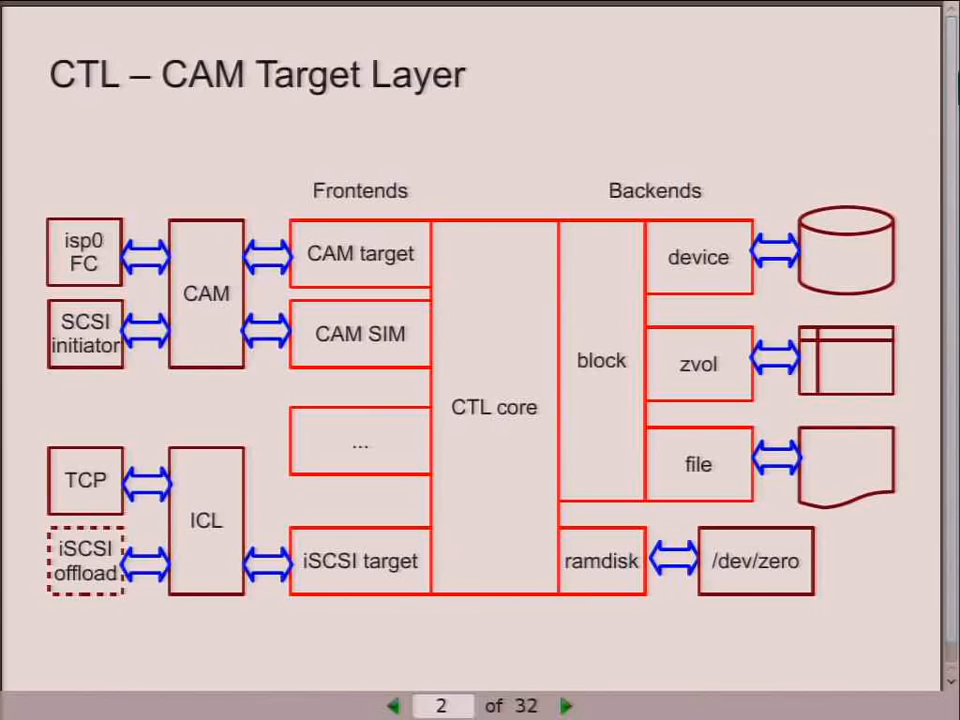 CTL – CAM Target Layer
Frontends
Backends
isp0
FC
SCSI
initiator
CAM
CAM target
CAM SIM
...
CTL core
block
device
zvol
file
TCP
iSCSI
offload
ICL
iSCSI target
ramdisk
/dev/zero
2 of 32